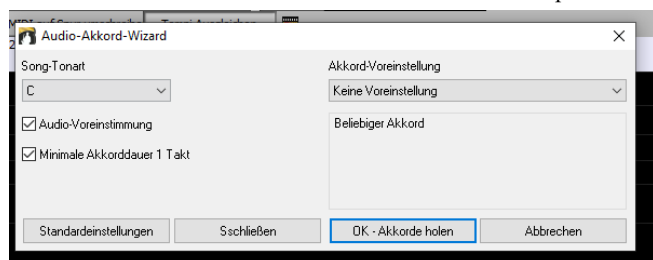 Audio-Akkord-Wizard
Song-Tonart
Akkord-Voreinstellung
C
Keine Voreinstellung
Audio-Voreinstimmung
Beliebiger Akkord
Minimale Akkorddauer 1 Takt
Standardeinstellungen
Sschließen
OK - Akkorde holen
Abbrechen